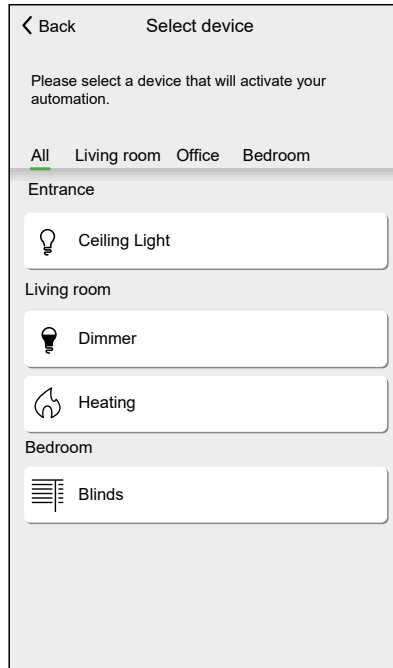 Back Select device
Please select a device that will activate your
automation.
All Living room Office Bedroom
Entrance
Ceiling Light
Living room
Dimmer
Heating
Bedroom
Blinds